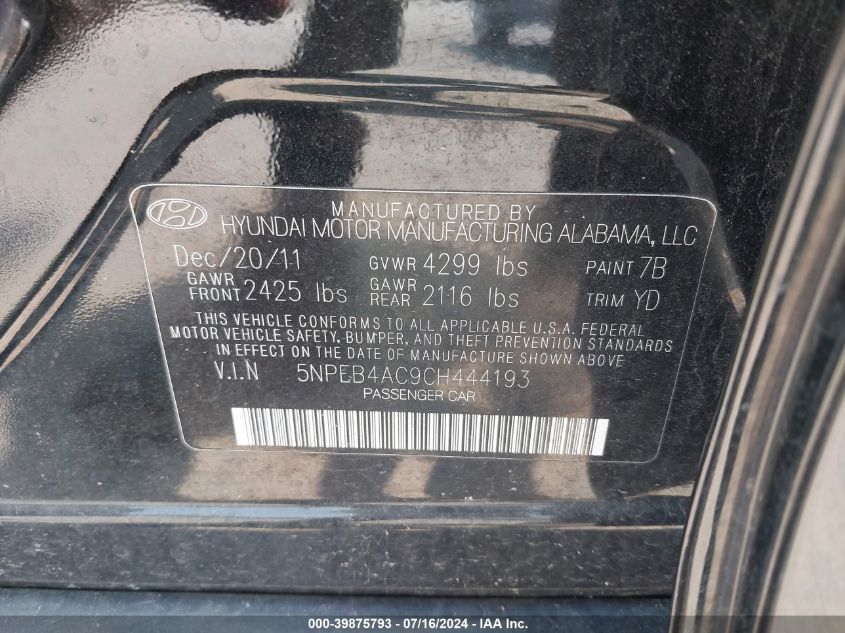 MANUFACTURED BY
HYUNDAI MOTOR MANUFACTURING ALABAMA, LLC
Dec/20/11 GVWR 4299 lbs PAINT 7B
GAWR FRONT 2425 lbs GAWR REAR 2116 lbs TRIM YD
THIS VEHICLE CONFORMS TO ALL APPLICABLE U.S.A. FEDERAL
MOTOR VEHICLE SAFETY, BUMPER, AND THEFT PREVENTION STANDARDS
IN EFFECT ON THE DATE OF MANUFACTURE SHOWN ABOVE
V.I.N 5NPEB4AC9CH444193
PASSENGER CAR
000-39875793 - 07/16/2024 - IAA Inc.